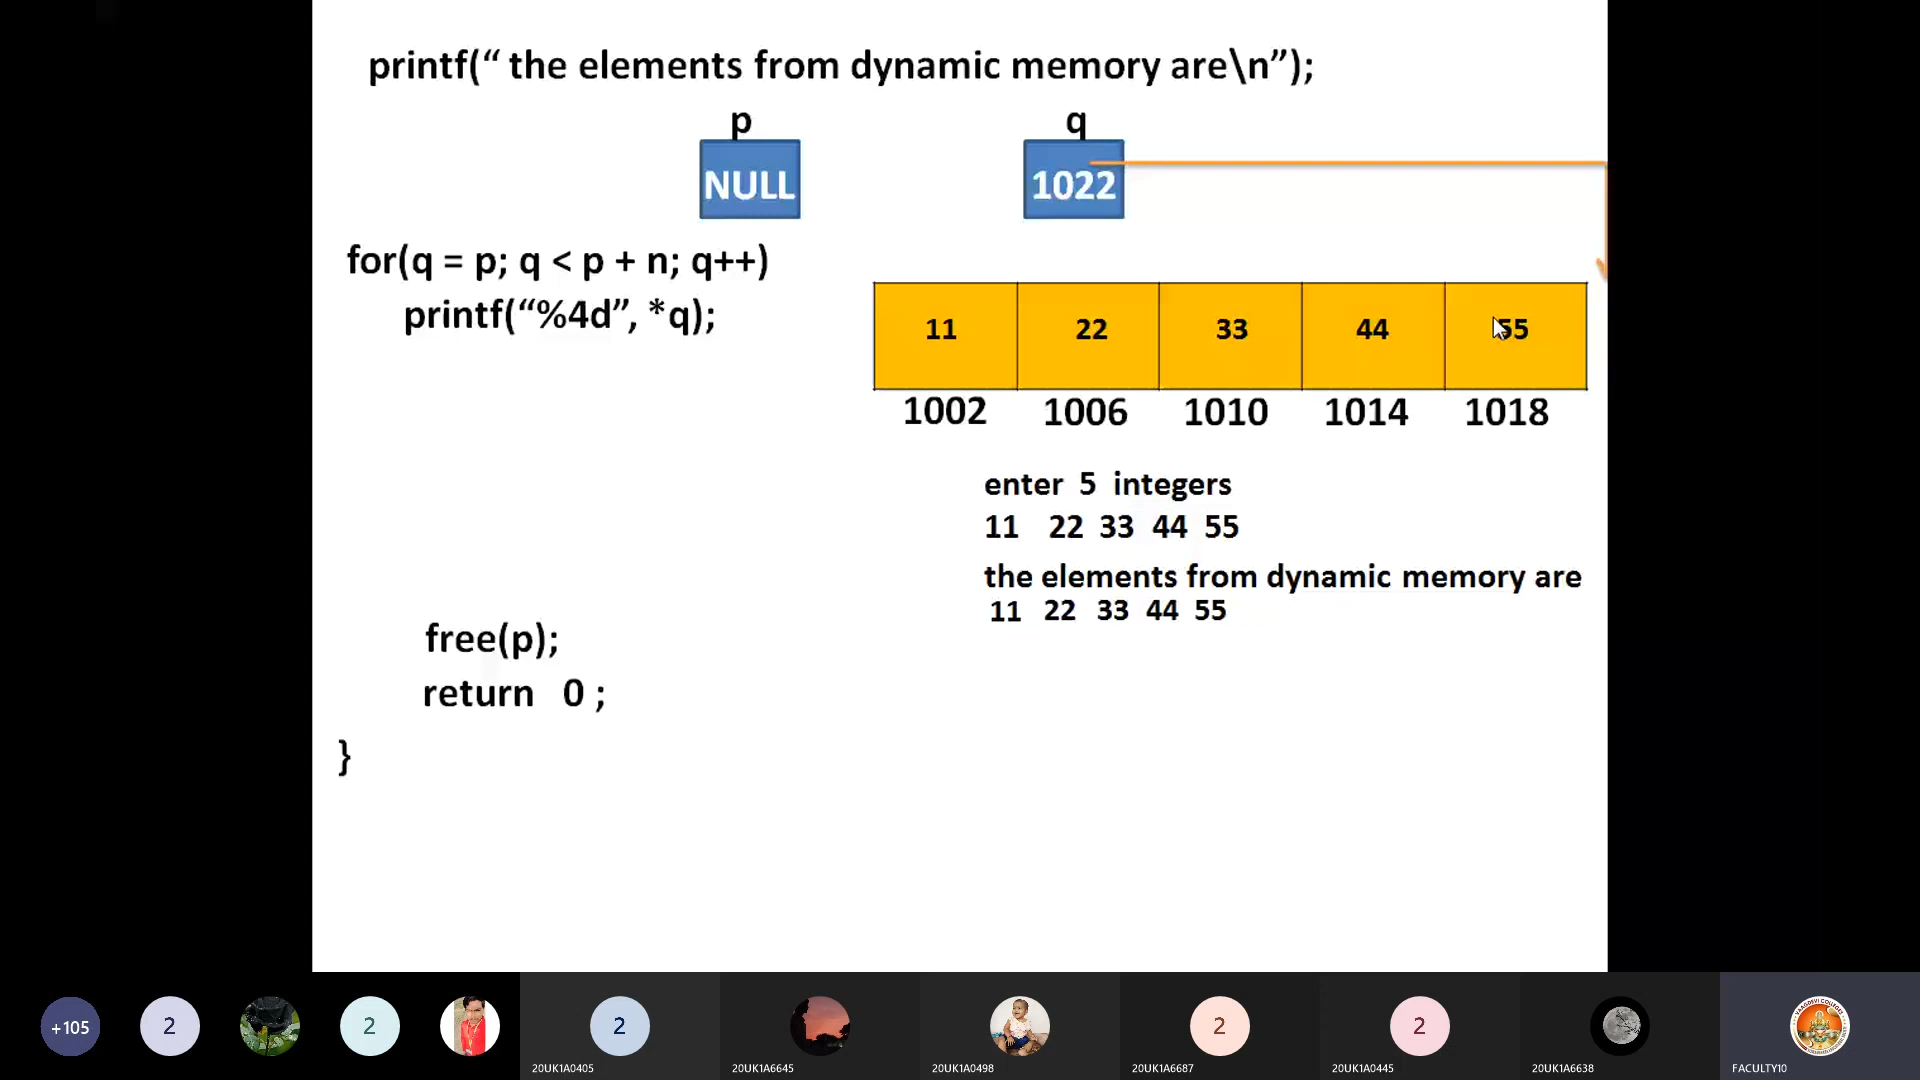 printf(“ the elements from dynamic memory are\n”);
p
q
NULL
1022
for(q = p; q < p + n; q++)
printf(“%4d”, *q);
11 22 33 44 55
1002 1006 1010 1014 1018
enter 5 integers
11 22 33 44 55
the elements from dynamic memory are
11 22 33 44 55
free(p);
return 0 ;
}
+105
2
2
2
2
2
20UK1A0405
20UK1A6645
20UK1A0498
20UK1A6687
20UK1A0445
20UK1A6638
FACULTY10